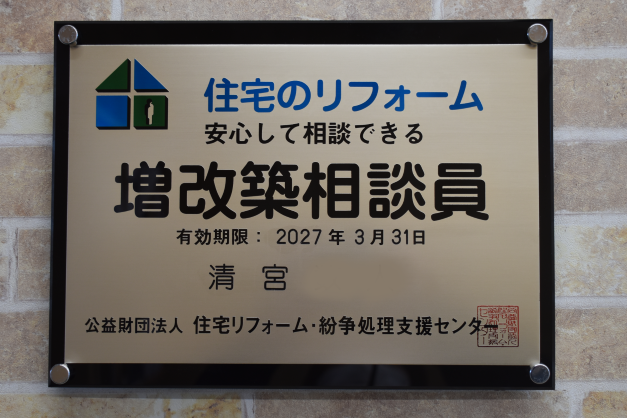 住宅のリフォーム
安心して相談できる
増改築相談員
有効期限： 2027 年 3 月 31日
清 宮
公益財団法人 住宅リフォーム・紛争処理支援センター